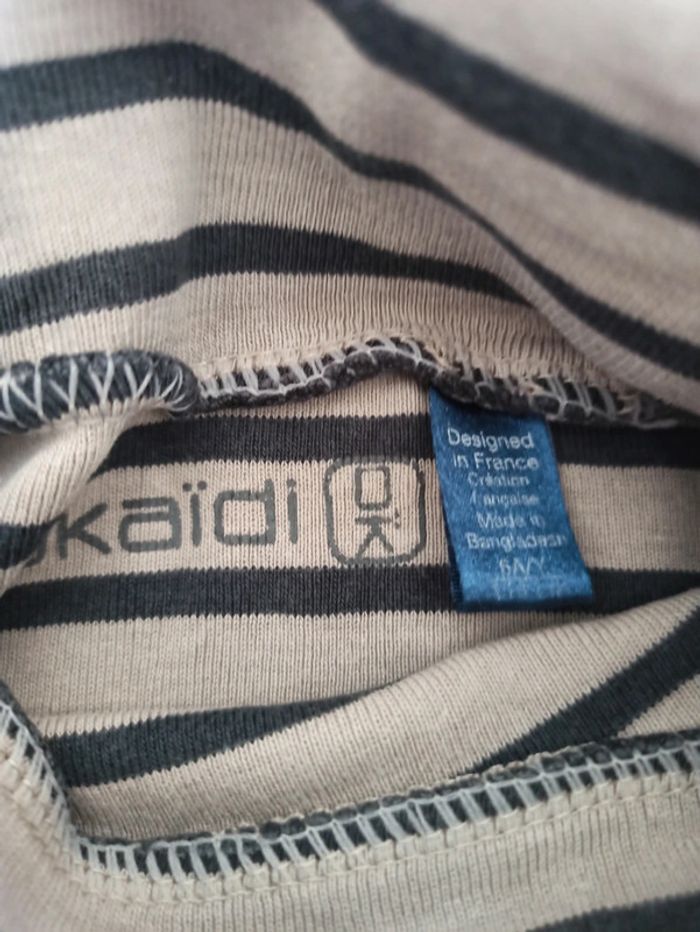 kaïdi
Designed
in France
Création
française
Made in
Bangladesh